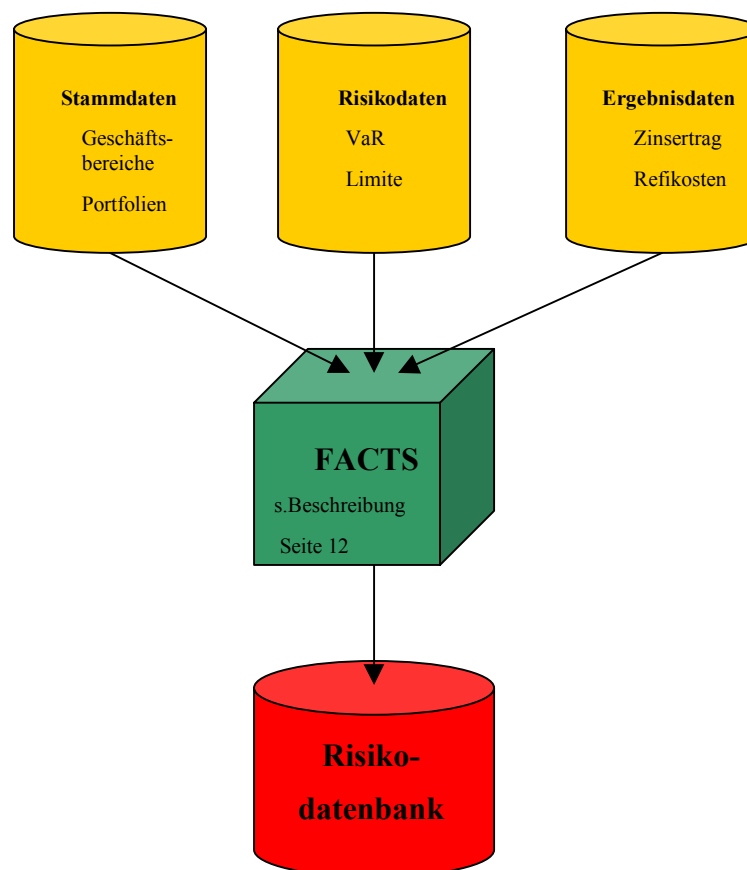 Stammdaten
Geschäfts-
bereiche
Portfolien
Risikodaten
VaR
Limite
Ergebnisdaten
Zinsertrag
Refikosten
FACTS
s.Beschreibung
Seite 12
Risiko-
datenbank